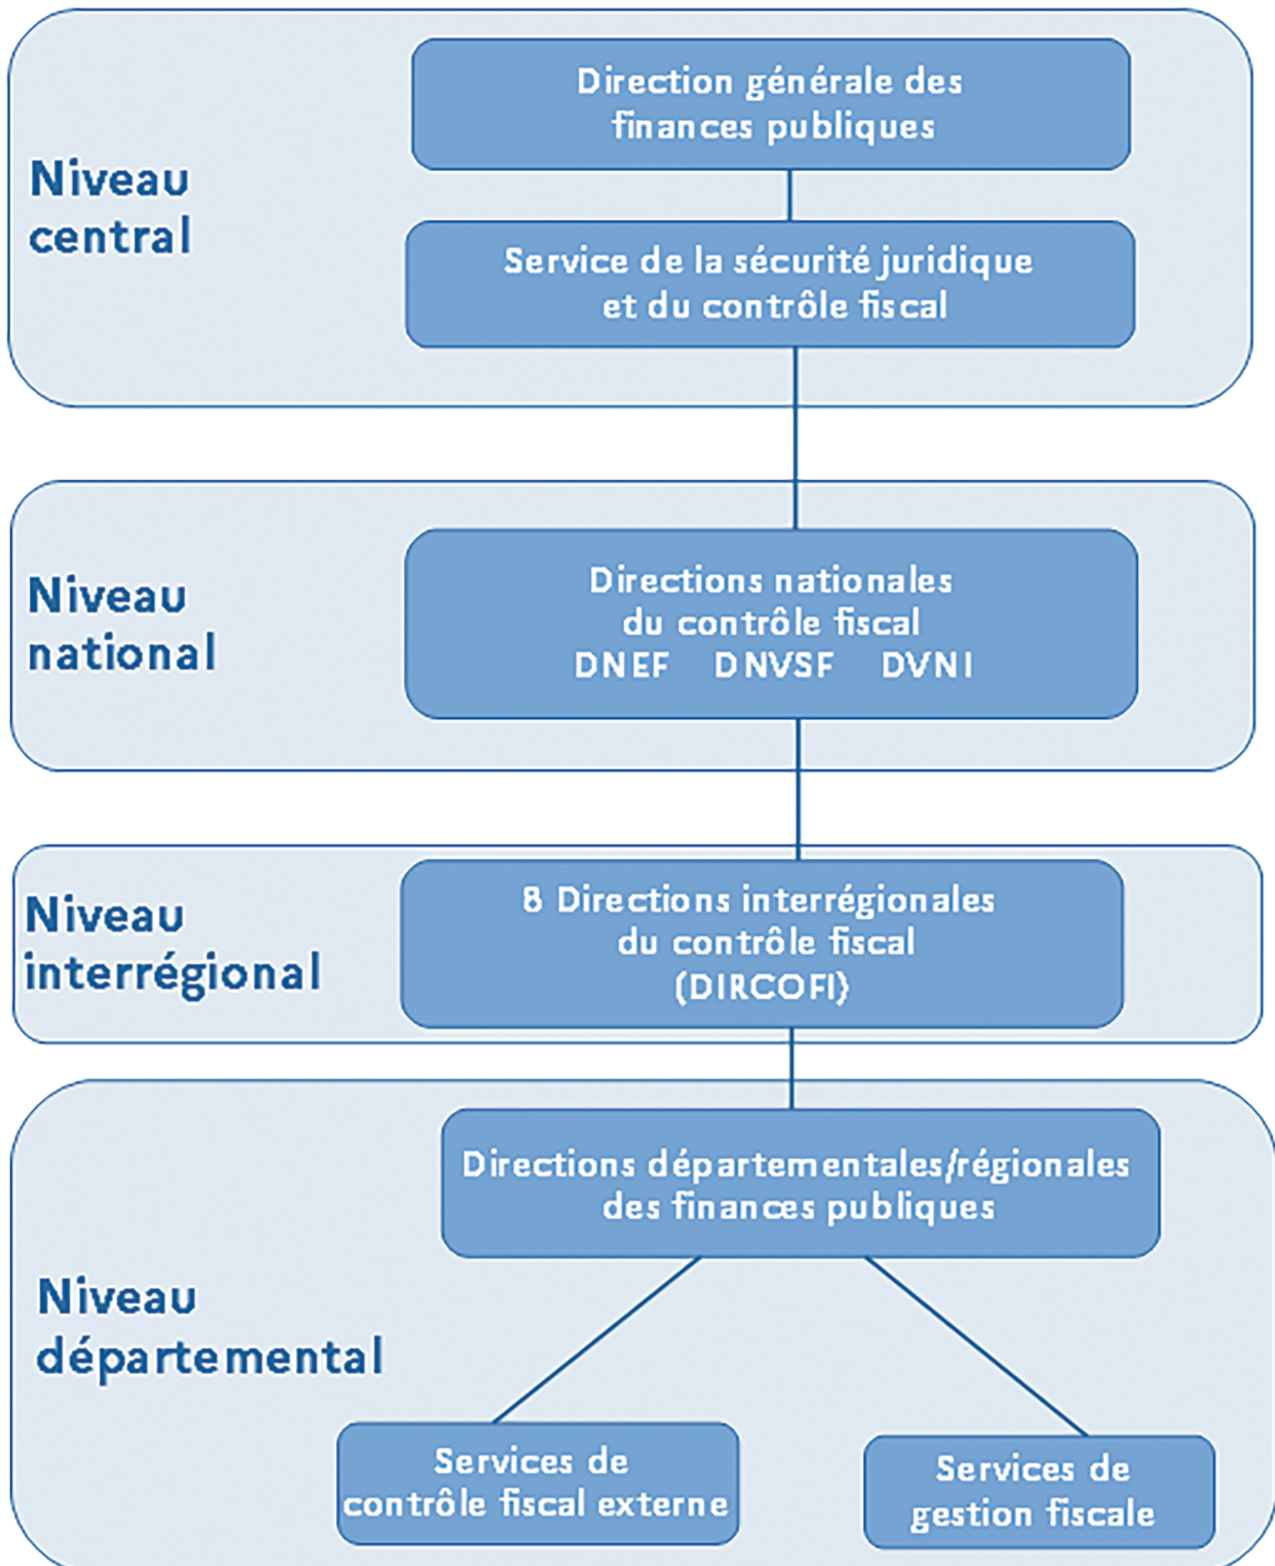 Niveau
central
Direction générale des
finances publiques
Service de la sécurité juridique
et du contrôle fiscal
Niveau
national
Directions nationales
du contrôle fiscal
DNEF DNVSF DVNI
Niveau
interrégional
8 Directions interrégionales
du contrôle fiscal
(DIRCOFI)
Niveau
départemental
Directions départementales/régionales
des finances publiques
Services de
contrôle fiscal externe
Services de
gestion fiscale